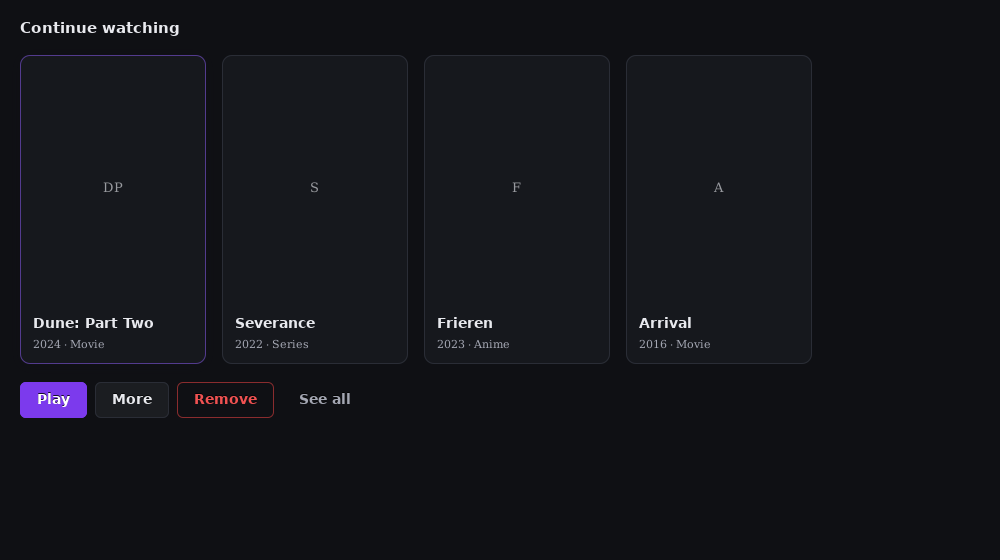 Continue watching
DP
S
F
A
Dune: Part Two
2024 · Movie
Severance
2022 · Series
Frieren
2023 · Anime
Arrival
2016 · Movie
Play
More
Remove
See all